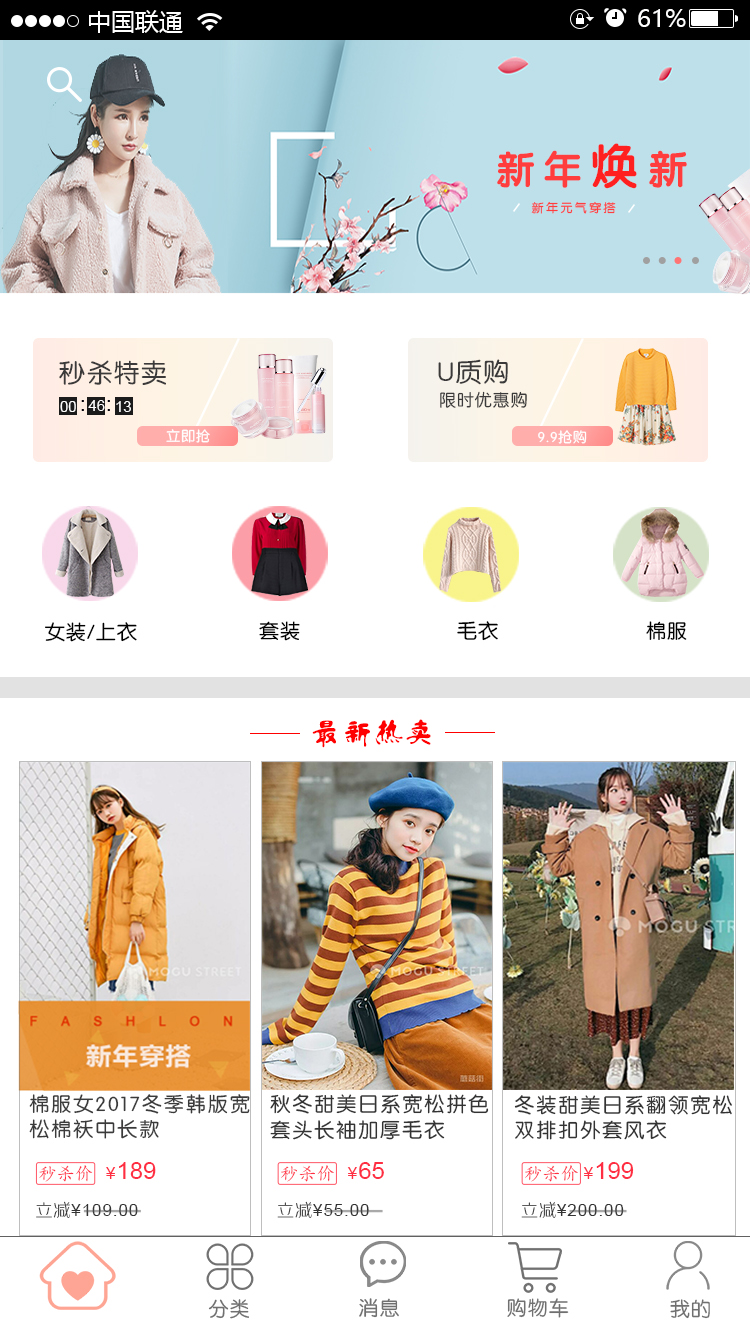 中国联通
61%
新年焕新
新年元气穿搭
秒杀特卖
00:46:13
立即抢
U质购
限时优惠购
9.9抢购
女装/上衣
套装
毛衣
棉服
最新热卖
MOGU STREET
FASHLON
新年穿搭
棉服女2017冬季韩版宽
松棉袄中长款
秒杀价 ¥189
立减¥109.00
MOGU STREET
蘑菇街
秋冬甜美日系宽松拼色
套头长袖加厚毛衣
秒杀价 ¥65
立减¥55.00
MOGU STR
冬装甜美日系翻领宽松
双排扣外套风衣
秒杀价 ¥199
立减¥200.00
分类
消息
购物车
我的